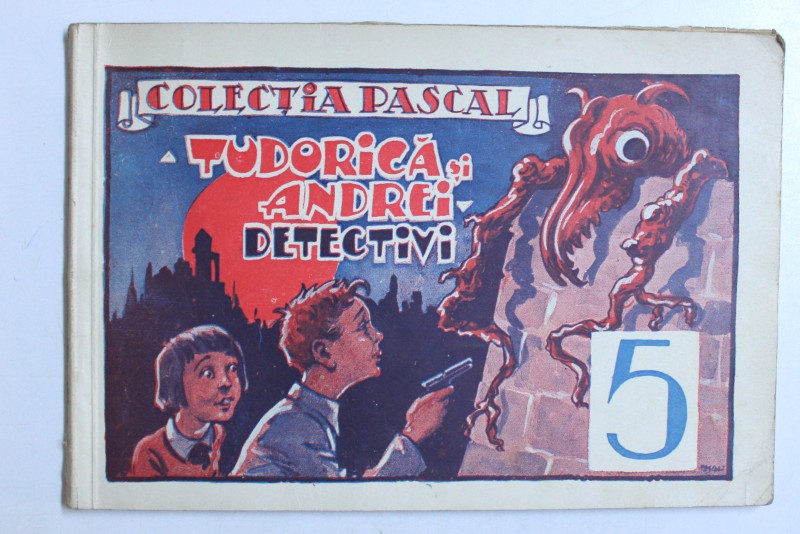 COLECȚIA PASCAL
TUDORICĂ și
ANDREI
DETECTIVI
5